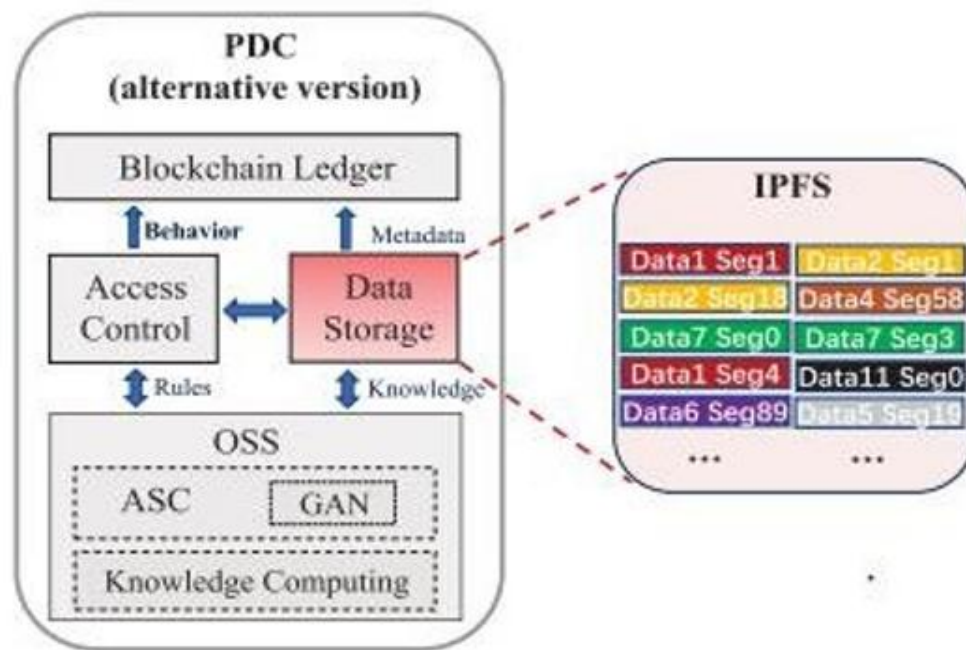 PDC
(alternative version)
Blockchain Ledger
Behavior
Metadata
Access
Control
Data
Storage
Rules
Knowledge
OSS
ASC
GAN
Knowledge Computing
IPFS
Data1 Seg1
Data2 Seg1
Data2 Seg18
Data4 Seg58
Data7 Seg0
Data7 Seg3
Data1 Seg4
Data11 Seg0
Data6 Seg89
Data5 Seg19
...
...